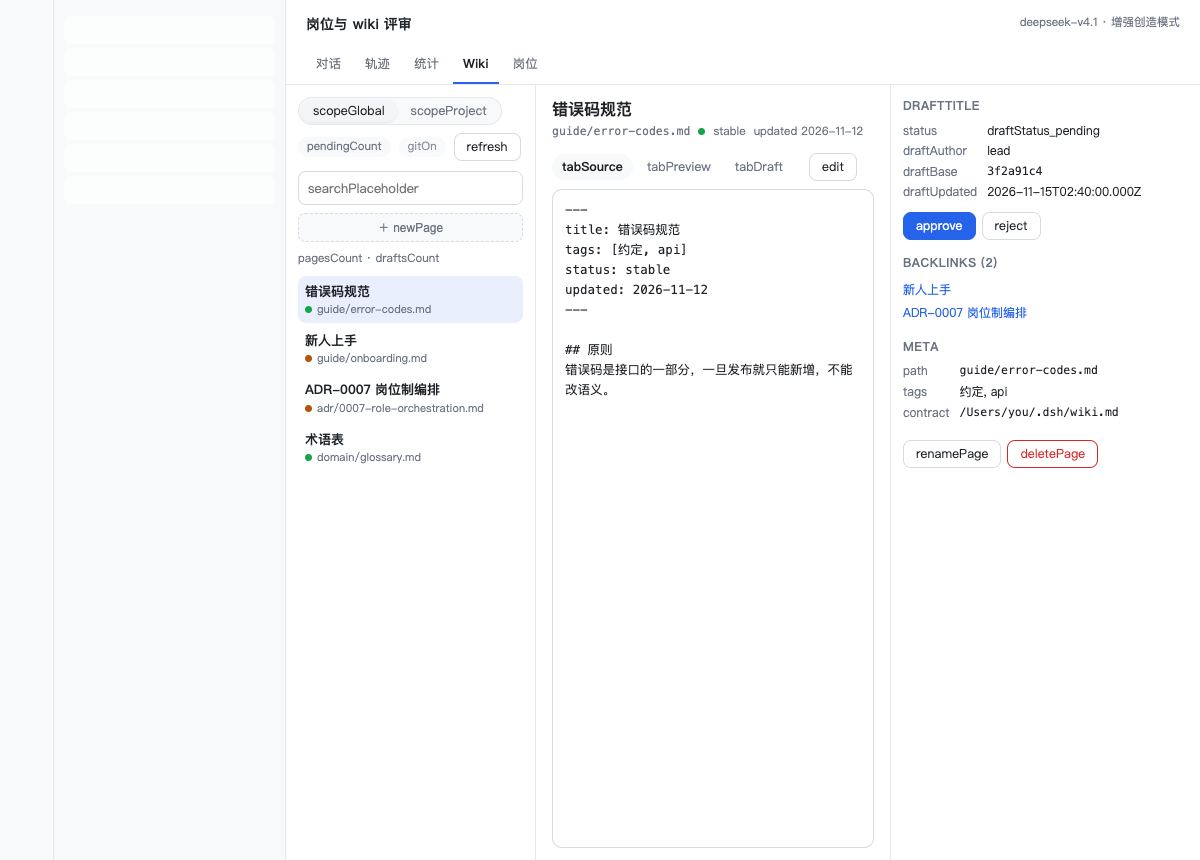 岗位与 wiki 评审
deepseek-v4.1 · 增强创造模式
对话 轨迹 统计 Wiki 岗位
scopeGlobal scopeProject
pendingCount gitOn refresh
searchPlaceholder
+ newPage
pagesCount · draftsCount
错误码规范
guide/error-codes.md
新人上手
guide/onboarding.md
ADR-0007 岗位制编排
adr/0007-role-orchestration.md
术语表
domain/glossary.md
错误码规范
guide/error-codes.md stable updated 2026-11-12
tabSource tabPreview tabDraft edit
---
title: 错误码规范
tags: [约定, api]
status: stable
updated: 2026-11-12
---
## 原则
错误码是接口的一部分，一旦发布就只能新增，不能
改语义。
DRAFTTITLE
status draftStatus_pending
draftAuthor lead
draftBase 3f2a91c4
draftUpdated 2026-11-15T02:40:00.000Z
approve reject
BACKLINKS (2)
新人上手
ADR-0007 岗位制编排
META
path guide/error-codes.md
tags 约定, api
contract /Users/you/.dsh/wiki.md
renamePage deletePage